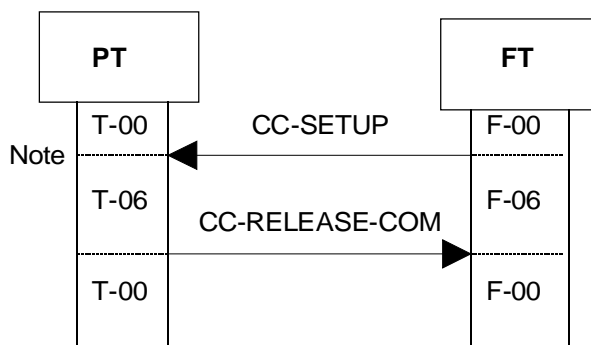 PT FT
T-00 CC-SETUP F-00
Note
T-06 F-06
CC-RELEASE-COM
T-00 F-00